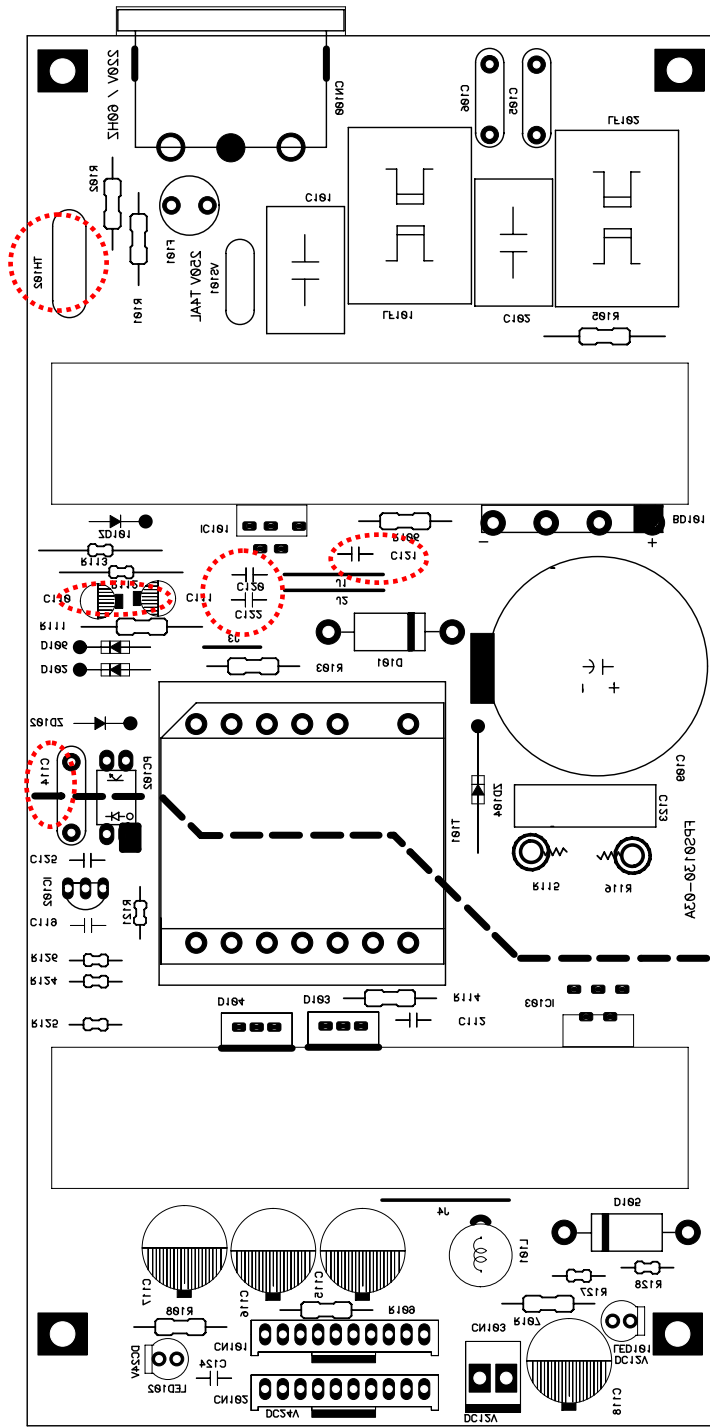 220V / 60HZ
CN100
C106
C105
LF102
R102
C101
TH102
F101
250V T4AL
VS101
R101
LF101
C102
R105
ZD101
IC101
R106
BD101
R113
C121
-
+
R112
C120
J1
C110
C111
C122
J2
R111
D106
J3
D101
D102
R103
- +
ZD102
C114
PC102
C109
ZD104
C123
T101
FPS0130-03A
C125
R115
R116
IC102
C119
R121
R126
R124
D104
D103
R114
IC103
R125
C112
J4
D105
L101
C117
C116
C115
R127
R128
R108
R109
R107
CN101
CN103
LED101
DC12V
DC24V
LED102
C124
CN102
DC24V
DC12V
C118